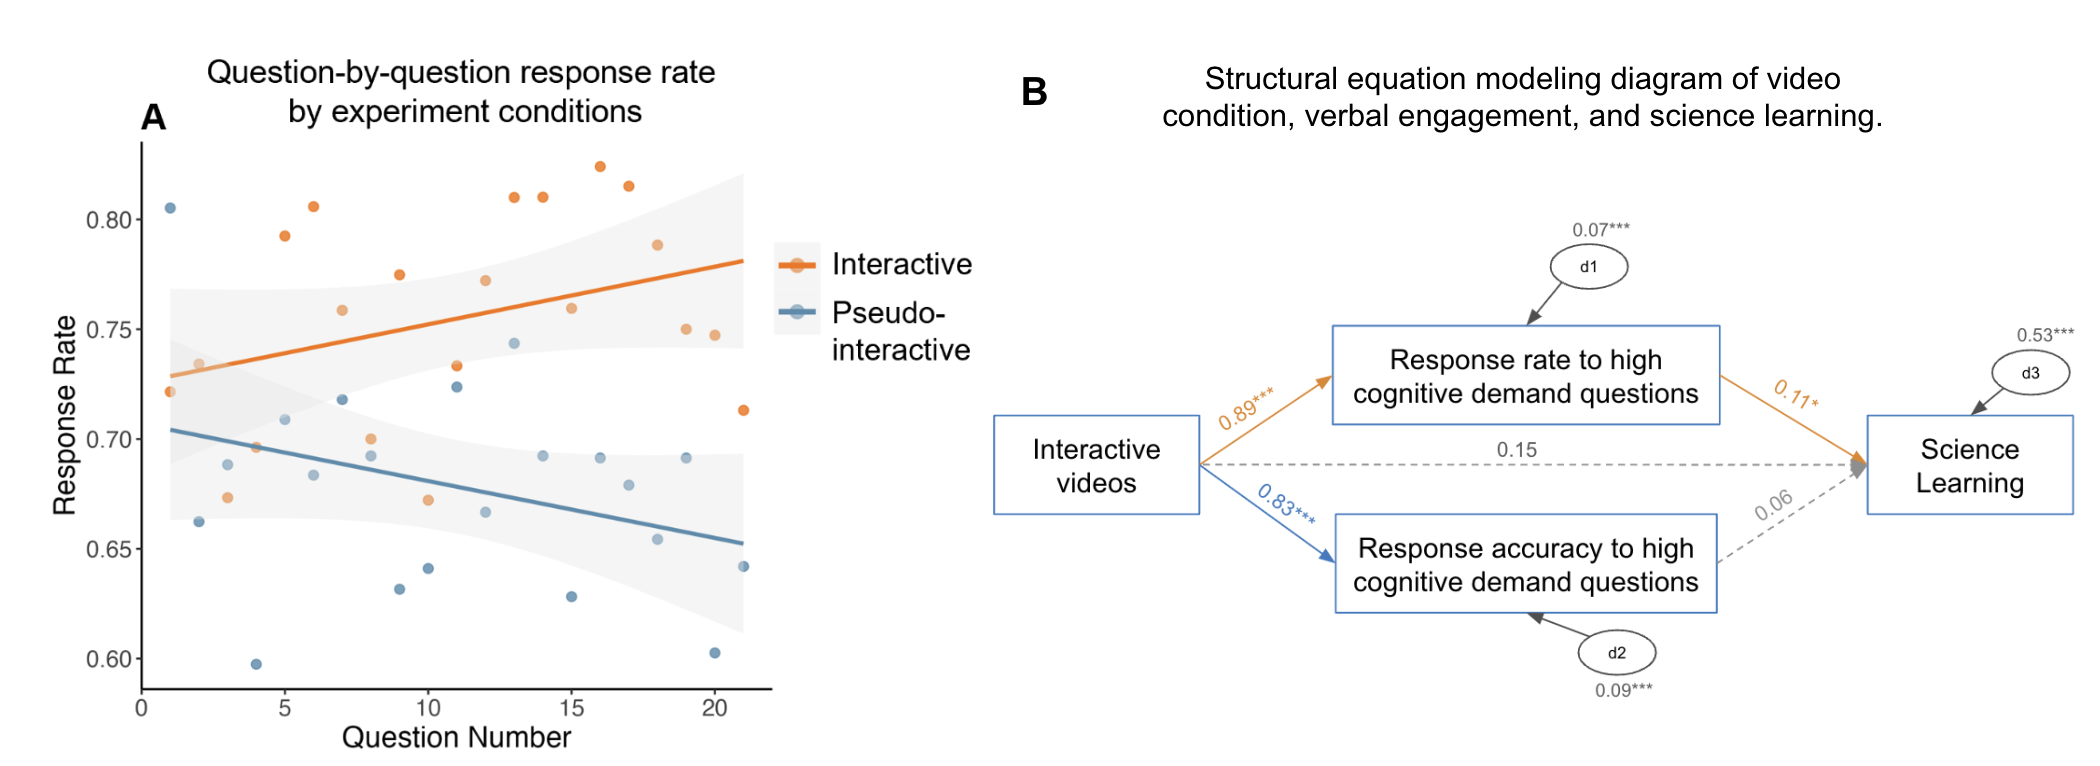 A
Question-by-question response rate
by experiment conditions
Response Rate
0.80
0.75
0.70
0.65
0.60
0
5
10
15
20
Question Number
Interactive
Pseudo-
interactive
B
Structural equation modeling diagram of video
condition, verbal engagement, and science learning.
0.07***
d1
Response rate to high
cognitive demand questions
0.53***
d3
0.89***
0.11*
Interactive
videos
0.15
Science
Learning
0.83***
0.06
Response accuracy to high
cognitive demand questions
d2
0.09***